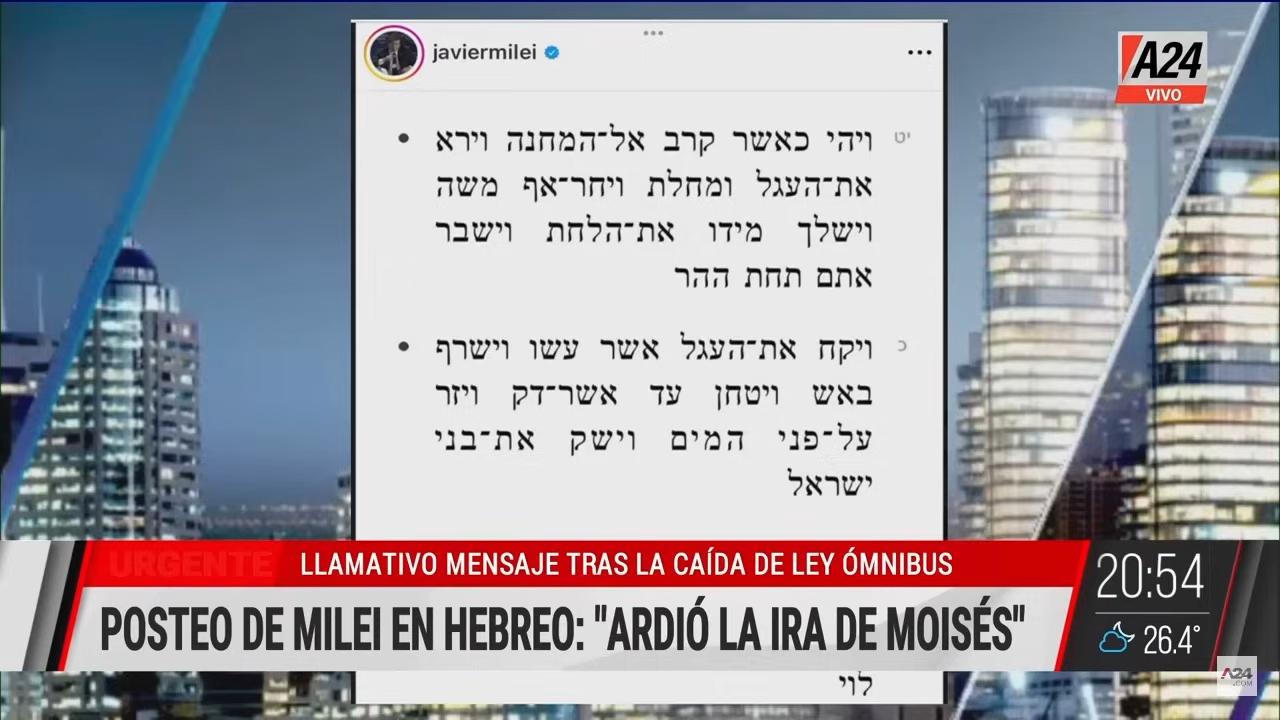 javiermilei
A24
VIVO
יט ויהי כאשר קרב אל־המחנה וירא
את־העגל ומחלת ויחר־אף משה
וישלך מידו את־הלחת וישבר
אתם תחת ההר
כ ויקח את־העגל אשר עשו וישרף
באש ויטחן עד אשר־דק ויזר
על־פני המים וישק את־בני
ישראל
URGENTE
LLAMATIVO MENSAJE TRAS LA CAÍDA DE LEY ÓMNIBUS
POSTEO DE MILEI EN HEBREO: "ARDIÓ LA IRA DE MOISÉS"
20:54
26.4°
לוי
A24
.COM